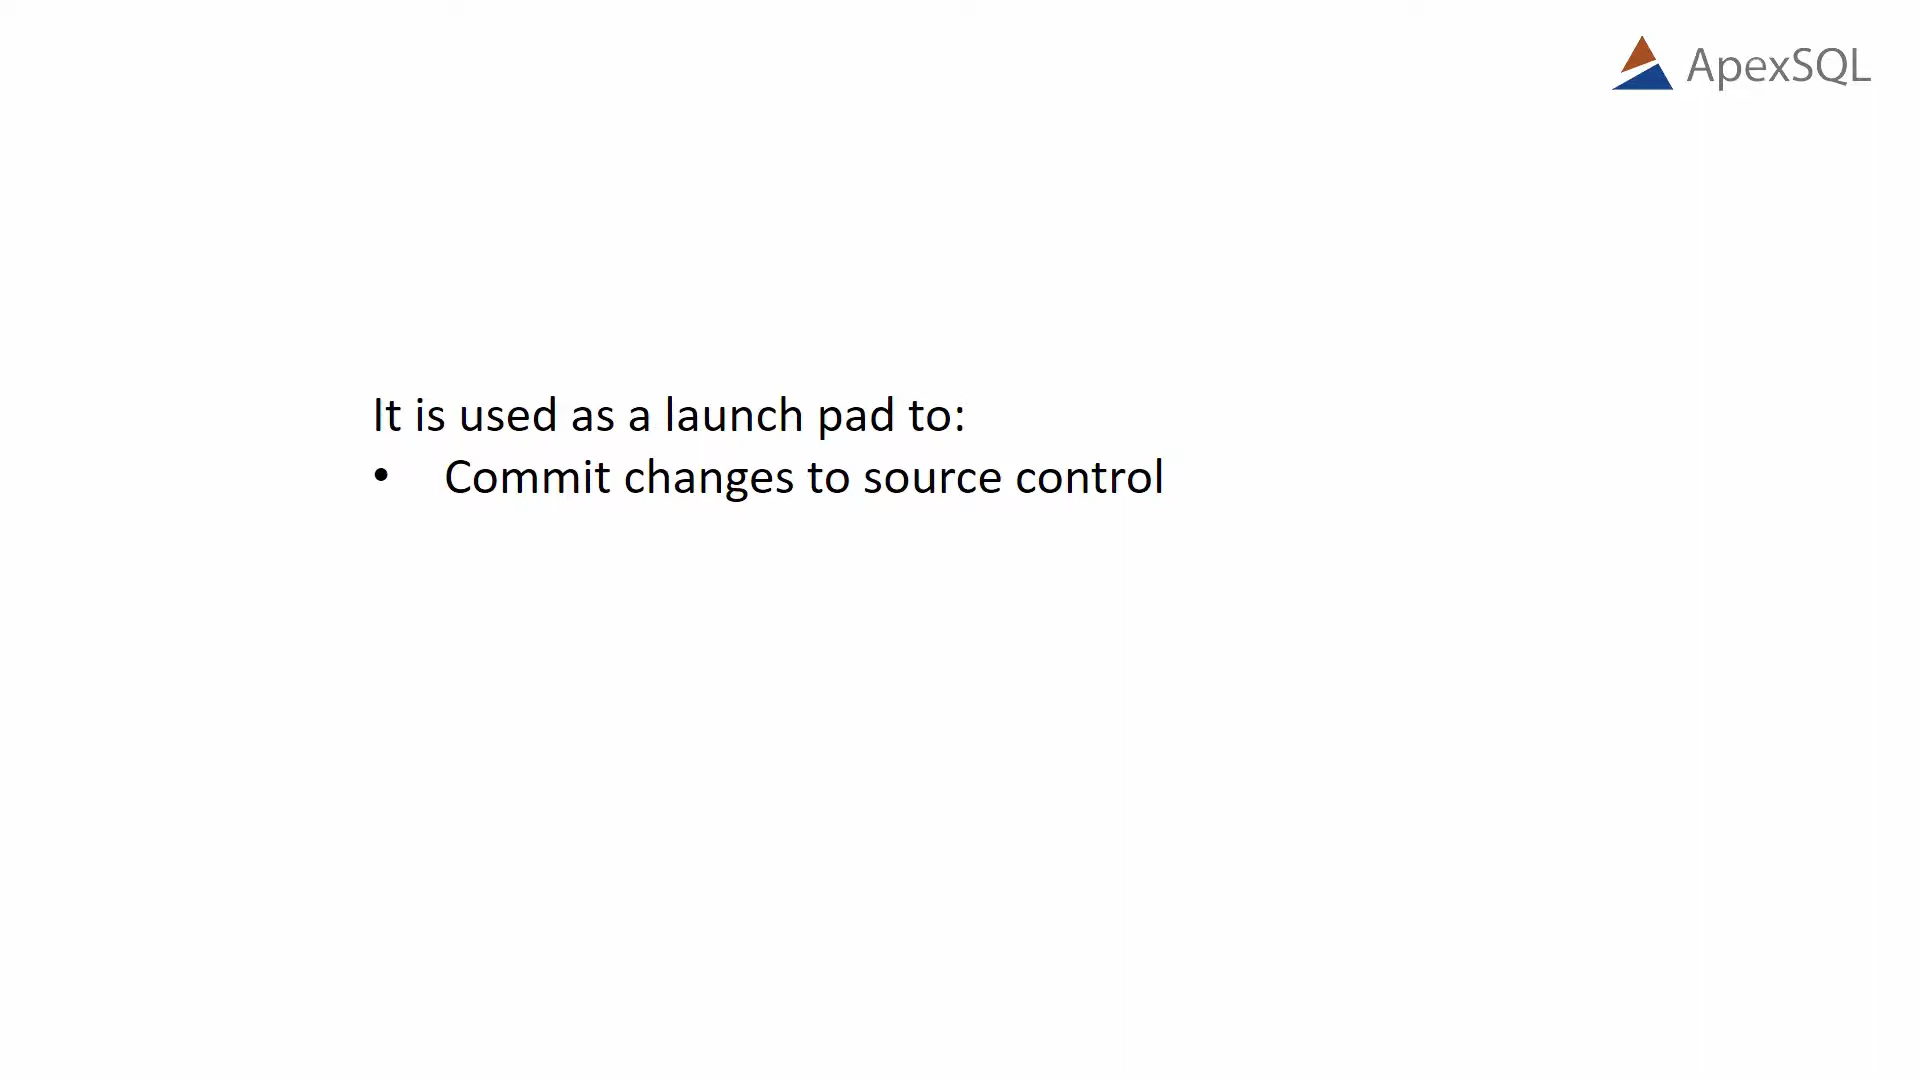 ApexSQL
It is used as a launch pad to:
• Commit changes to source control